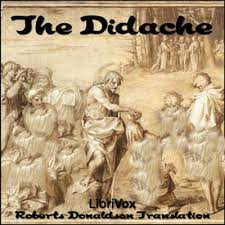 The Didache
LibriVox
Roberts-Donaldson Translation